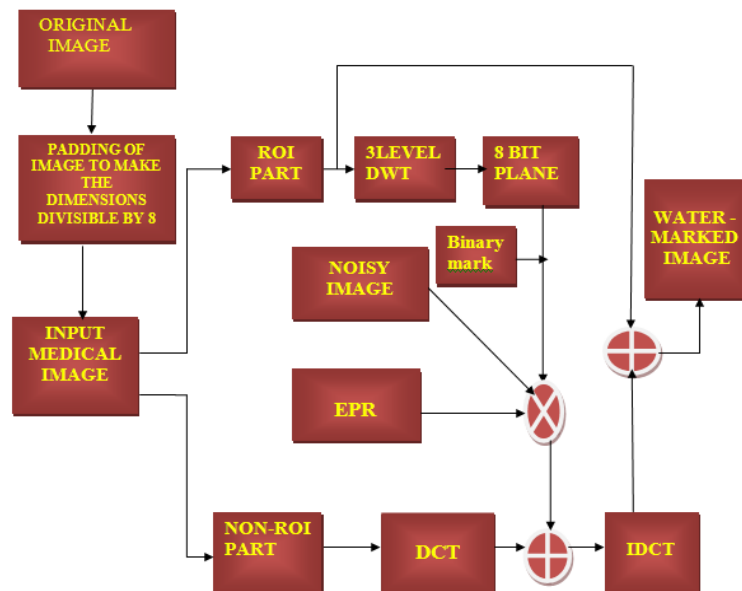 ORIGINAL
IMAGE
PADDING OF
IMAGE TO MAKE
THE
DIMENSIONS
DIVISIBLE BY 8
INPUT
MEDICAL
IMAGE
ROI
PART
3LEVEL
DWT
8 BIT
PLANE
Binary
mark
NOISY
IMAGE
EPR
NON-ROI
PART
DCT
IDCT
WATER -
MARKED
IMAGE